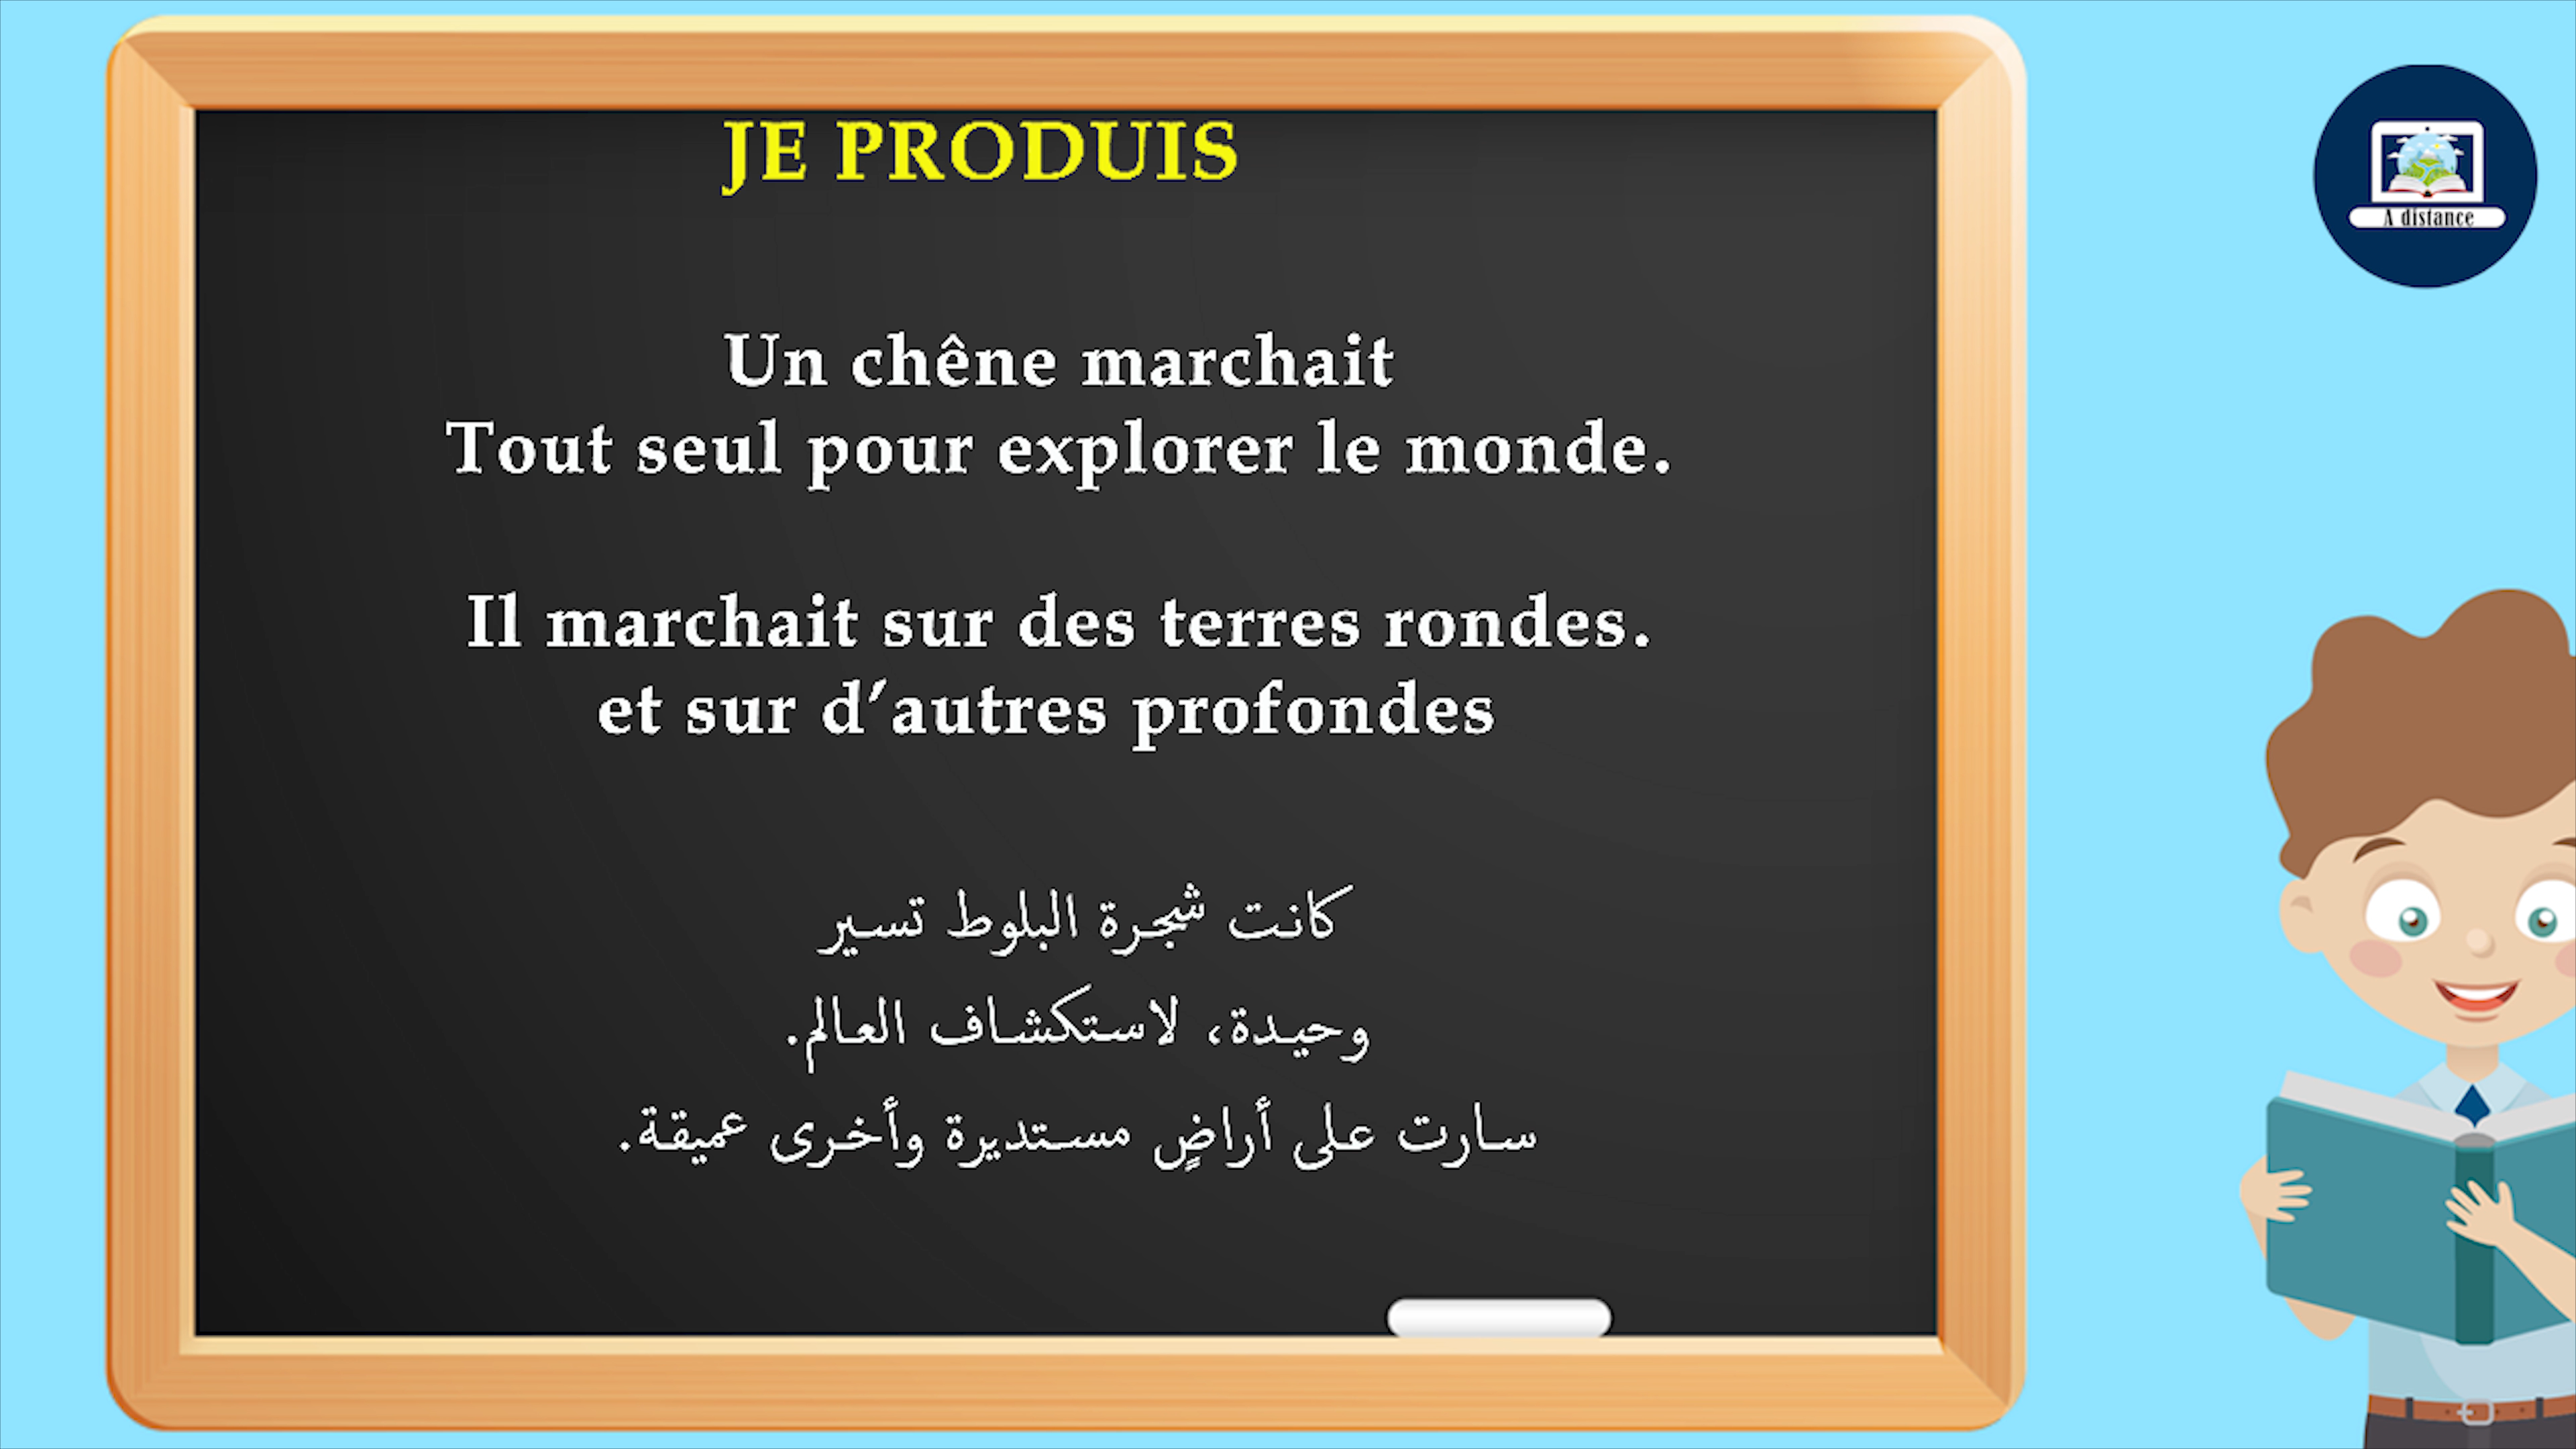 JE PRODUIS
A distance
Un chêne marchait
Tout seul pour explorer le monde.
Il marchait sur des terres rondes.
et sur d’autres profondes
كانت شجرة البلوط تسير
وحيدة، لاستكشاف العالم.
سارت على أراضٍ مستديرة وأخرى عميقة.